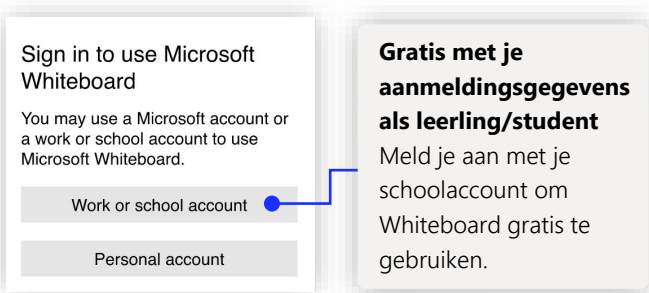 Sign in to use Microsoft
Whiteboard
You may use a Microsoft account or
a work or school account to use
Microsoft Whiteboard.
Work or school account
Personal account
Gratis met je
aanmeldingsgegevens
als leerling/student
Meld je aan met je
schoolaccount om
Whiteboard gratis te
gebruiken.